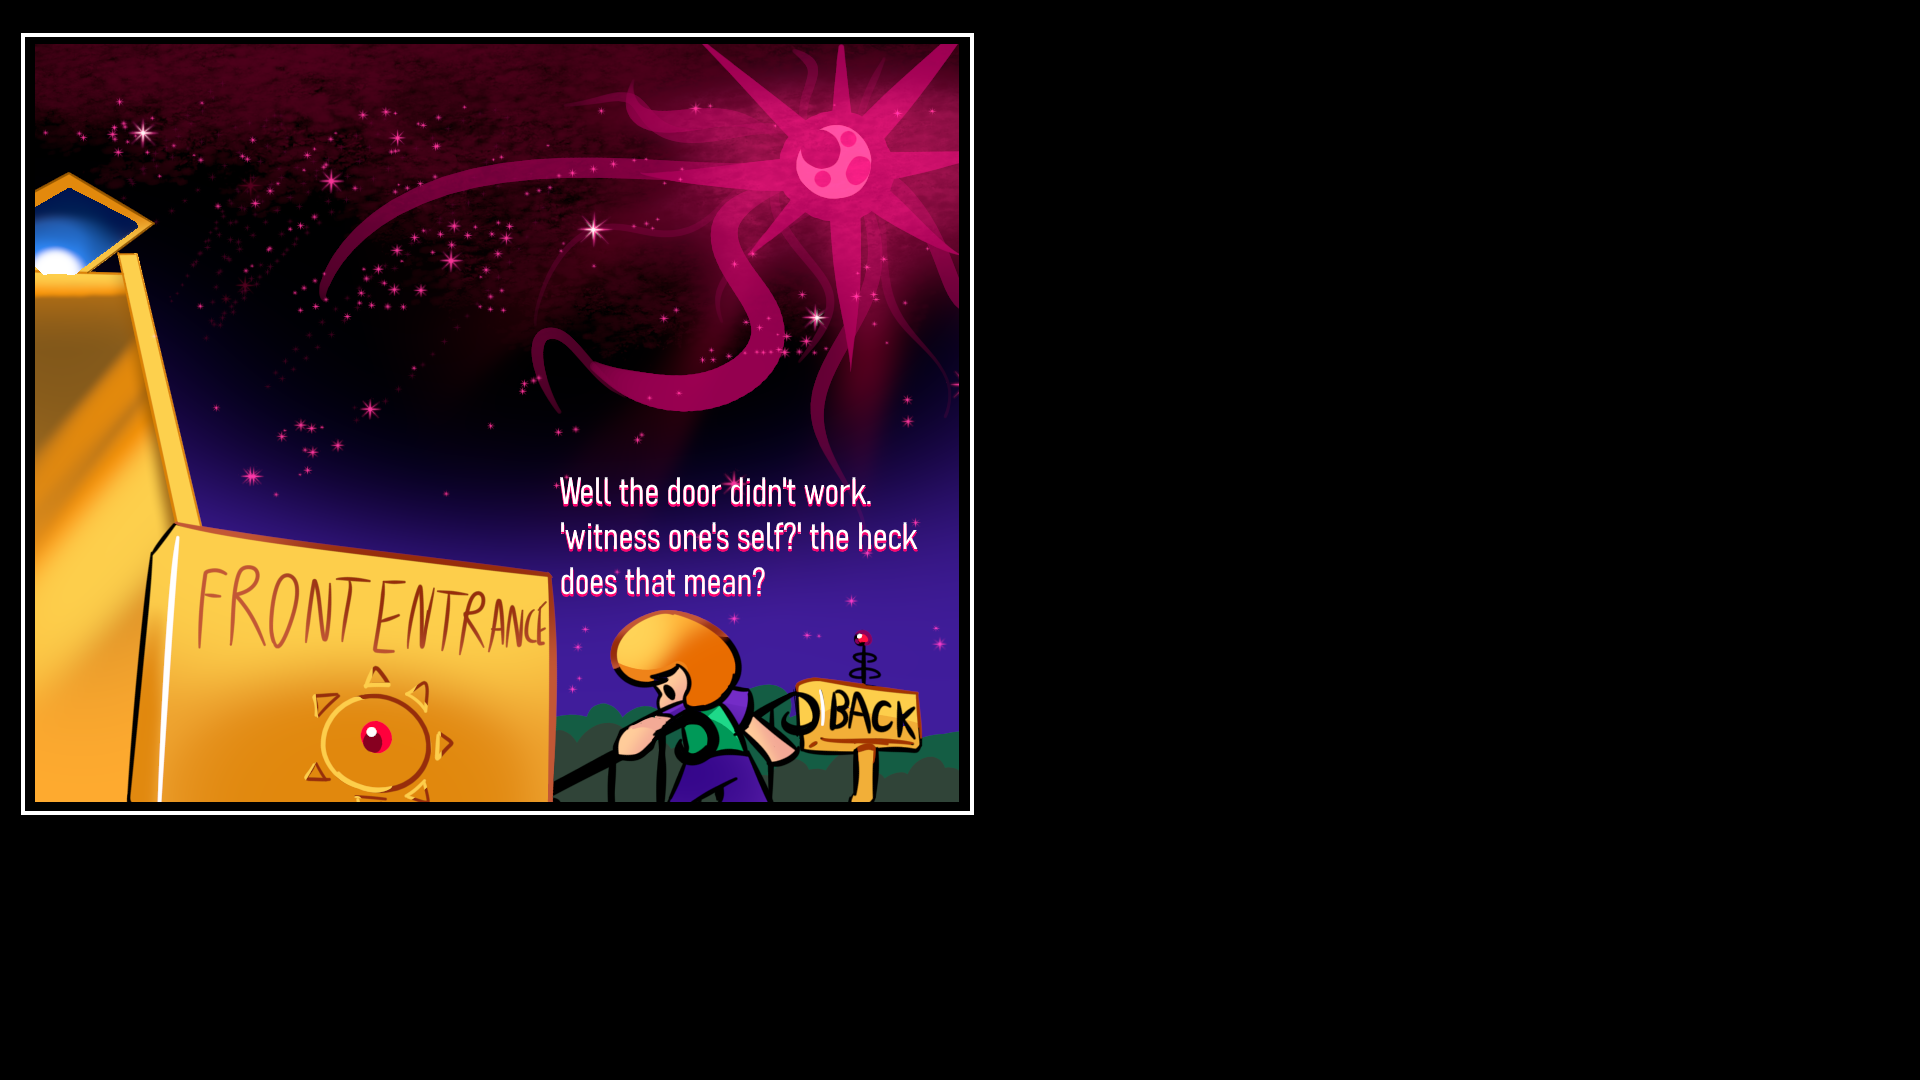 Well the door didn't work.
'witness one's self?' the heck
does that mean?
FRONT ENTRANCE
BACK